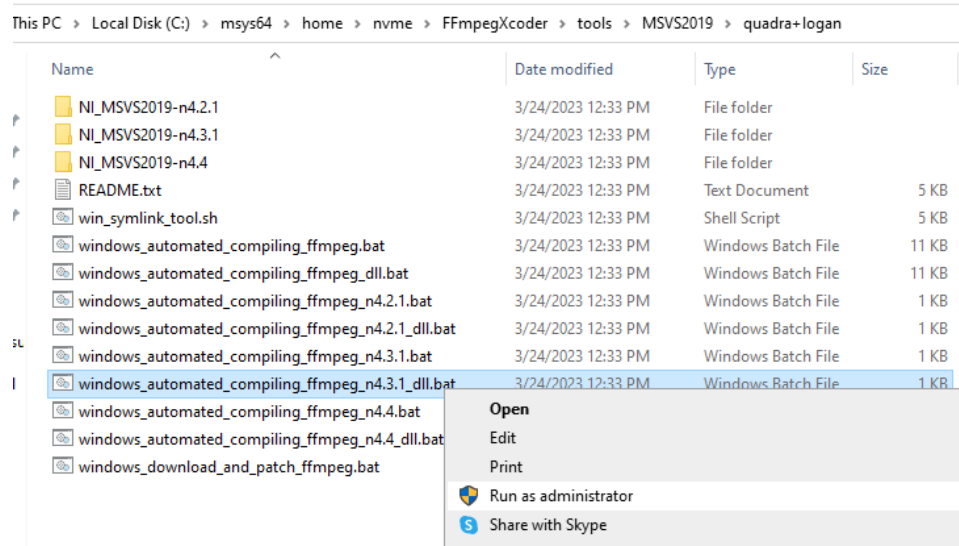 This PC > Local Disk (C:) > msys64 > home > nvme > FFmpegXcoder > tools > MSVS2019 > quadra+logan
Name Date modified Type Size
NI_MSVS2019-n4.2.1 3/24/2023 12:33 PM File folder
NI_MSVS2019-n4.3.1 3/24/2023 12:33 PM File folder
NI_MSVS2019-n4.4 3/24/2023 12:33 PM File folder
README.txt 3/24/2023 12:33 PM Text Document 5 KB
win_symlink_tool.sh 3/24/2023 12:33 PM Shell Script 5 KB
windows_automated_compiling_ffmpeg.bat 3/24/2023 12:33 PM Windows Batch File 11 KB
windows_automated_compiling_ffmpeg_dll.bat 3/24/2023 12:33 PM Windows Batch File 11 KB
windows_automated_compiling_ffmpeg_n4.2.1.bat 3/24/2023 12:33 PM Windows Batch File 1 KB
windows_automated_compiling_ffmpeg_n4.2.1_dll.bat 3/24/2023 12:33 PM Windows Batch File 1 KB
windows_automated_compiling_ffmpeg_n4.3.1.bat 3/24/2023 12:33 PM Windows Batch File 1 KB
windows_automated_compiling_ffmpeg_n4.3.1_dll.bat 3/24/2023 12:33 PM Windows Batch File 1 KB
windows_automated_compiling_ffmpeg_n4.4.bat
windows_automated_compiling_ffmpeg_n4.4_dll.bat
windows_download_and_patch_ffmpeg.bat
Open
Edit
Print
Run as administrator
Share with Skype